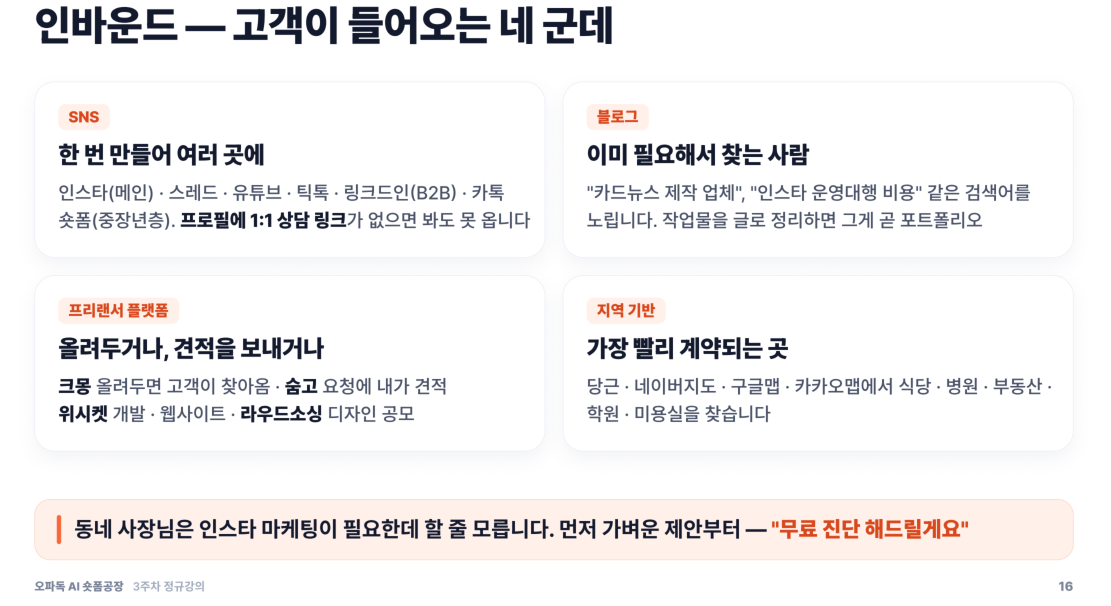 인바운드 — 고객이 들어오는 네 군데
SNS
한 번 만들어 여러 곳에
인스타(메인) · 스레드 · 유튜브 · 틱톡 · 링크드인(B2B) · 카톡
숏폼(중장년층). 프로필에 1:1 상담 링크가 없으면 봐도 못 옵니다
블로그
이미 필요해서 찾는 사람
"카드뉴스 제작 업체", "인스타 운영대행 비용" 같은 검색어를
노립니다. 작업물을 글로 정리하면 그게 곧 포트폴리오
프리랜서 플랫폼
올려두거나, 견적을 보내거나
크몽 올려두면 고객이 찾아옴 · 숨고 요청에 내가 견적
위시켓 개발 · 웹사이트 · 라우드소싱 디자인 공모
지역 기반
가장 빨리 계약되는 곳
당근 · 네이버지도 · 구글맵 · 카카오맵에서 식당 · 병원 · 부동산 ·
학원 · 미용실을 찾습니다
동네 사장님은 인스타 마케팅이 필요한데 할 줄 모릅니다. 먼저 가벼운 제안부터 — "무료 진단 해드릴게요"
오파독 AI 숏폼공장 3주차 정규강의
16